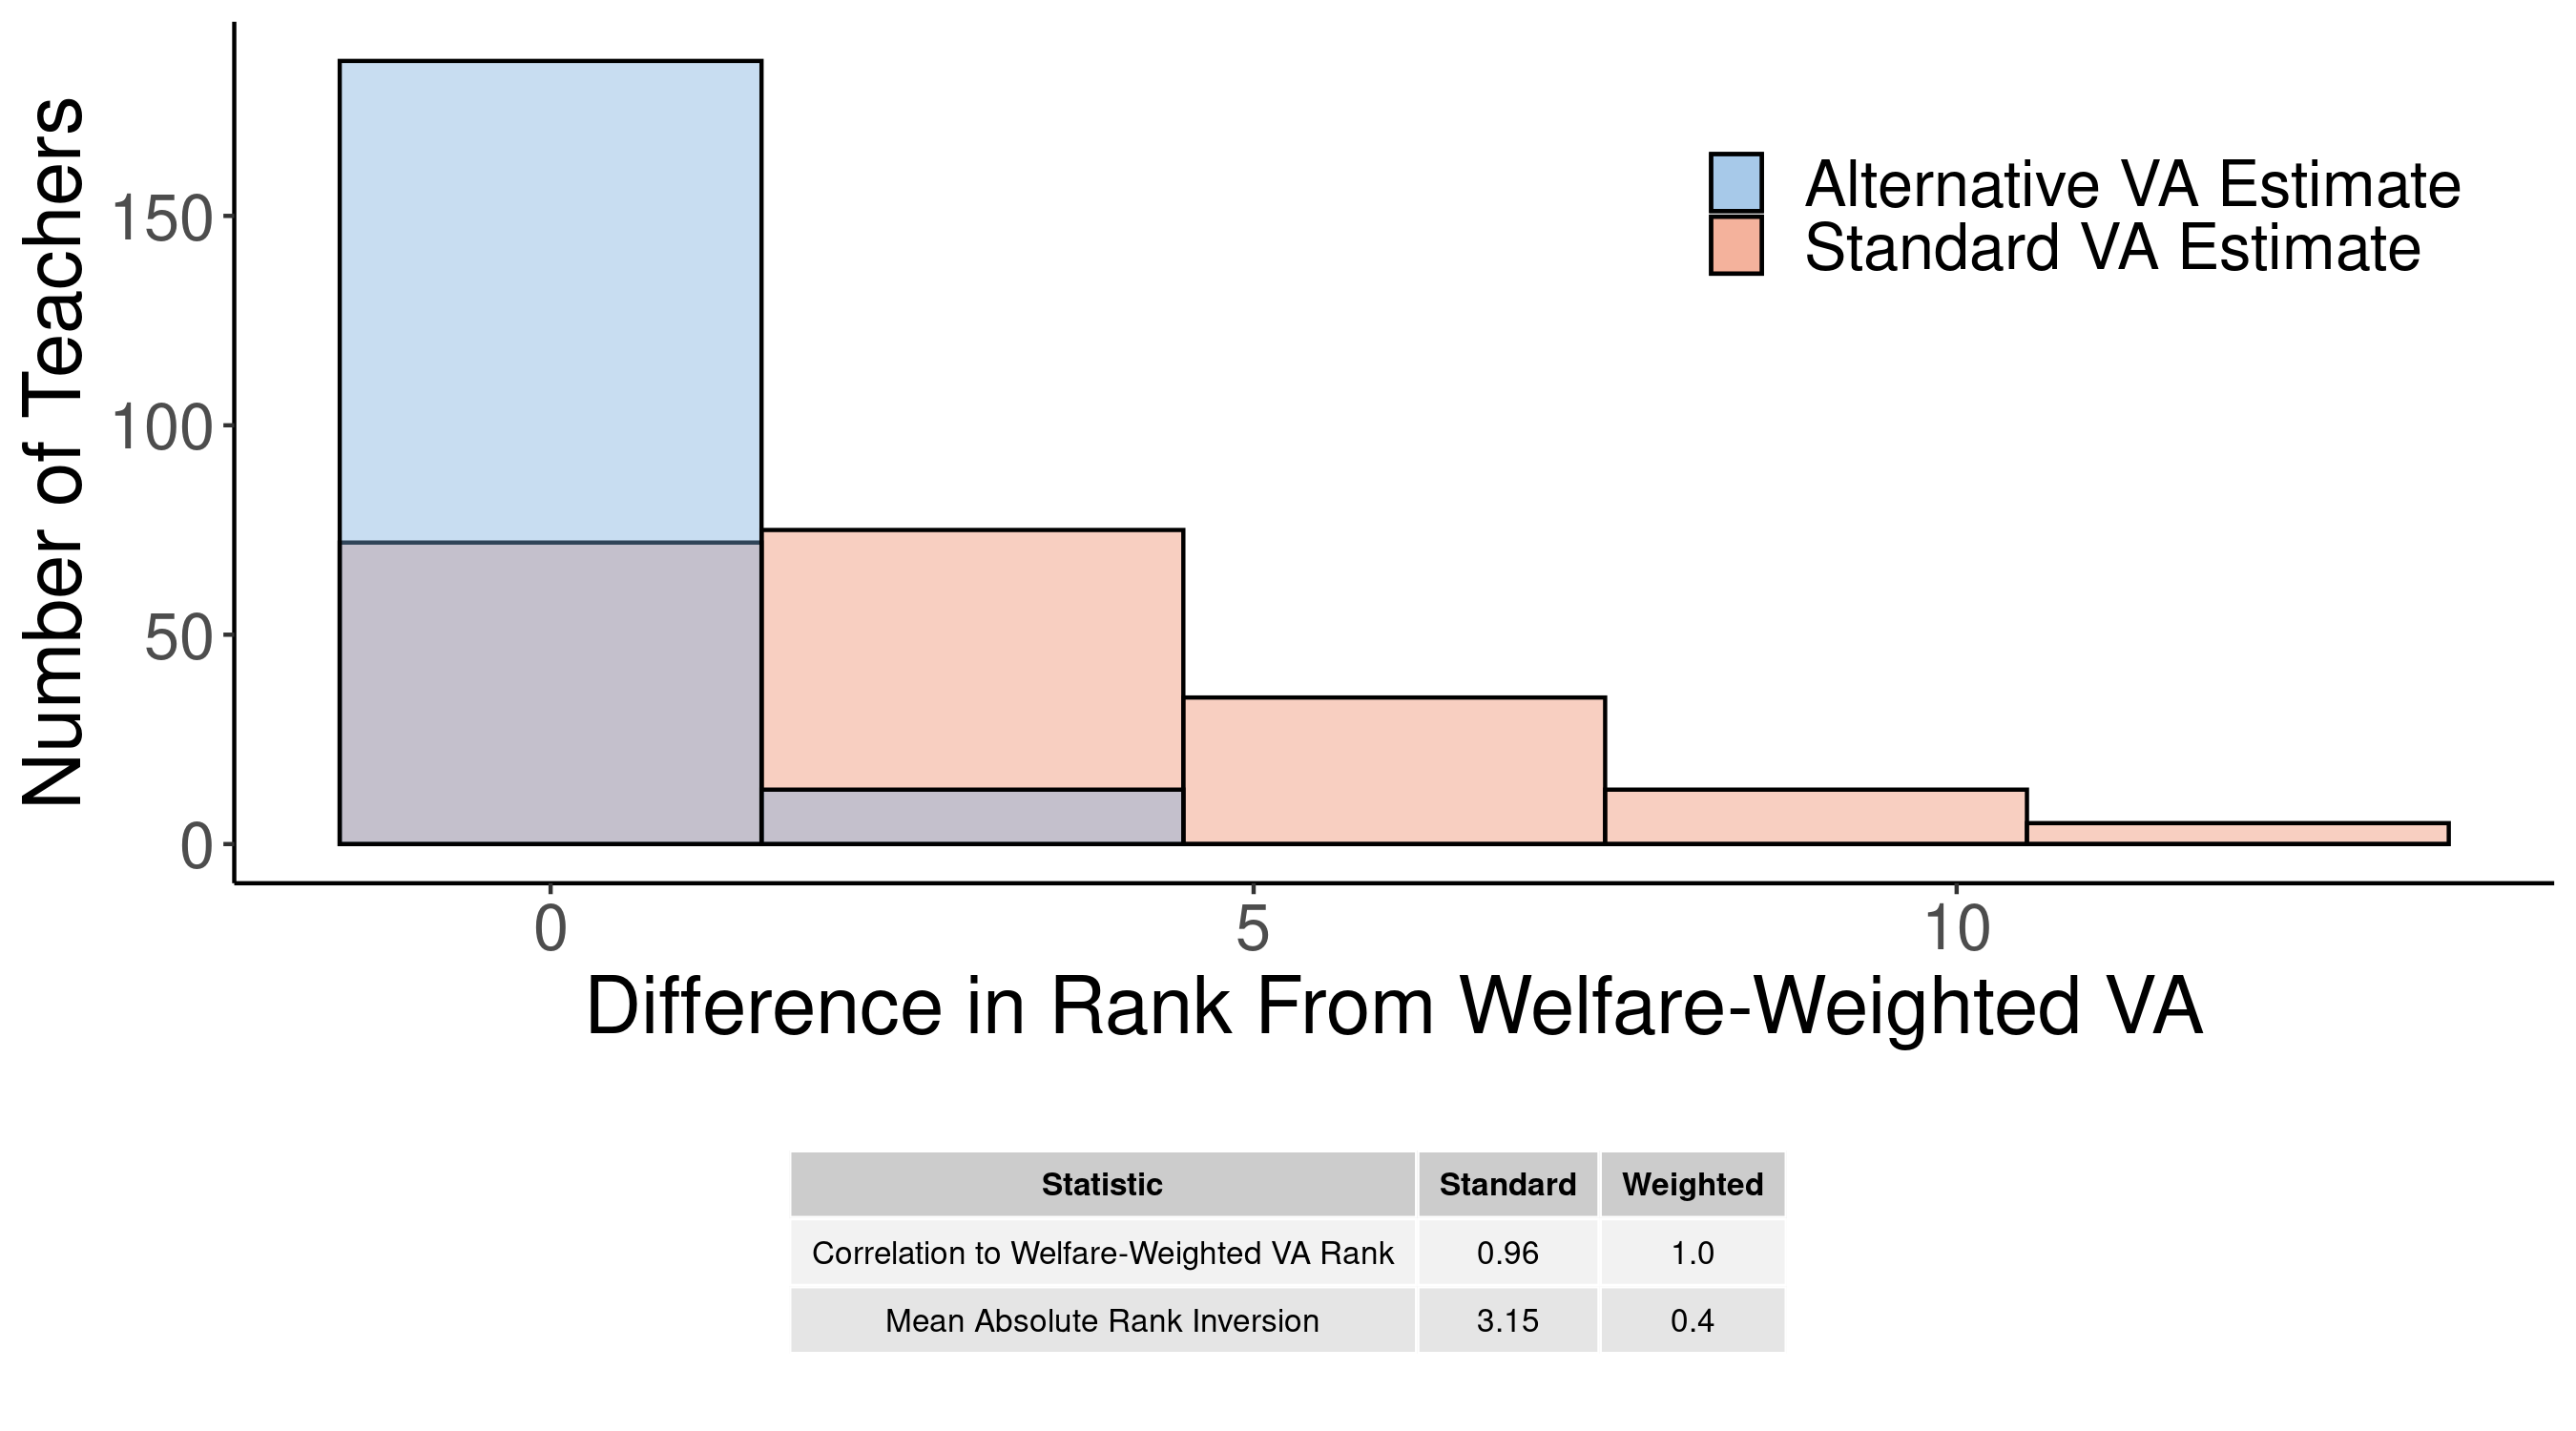 Number of Teachers
150
100
50
0
Alternative VA Estimate
Standard VA Estimate
0 5 10
Difference in Rank From Welfare-Weighted VA
Statistic Standard Weighted
Correlation to Welfare-Weighted VA Rank 0.96 1.0
Mean Absolute Rank Inversion 3.15 0.4